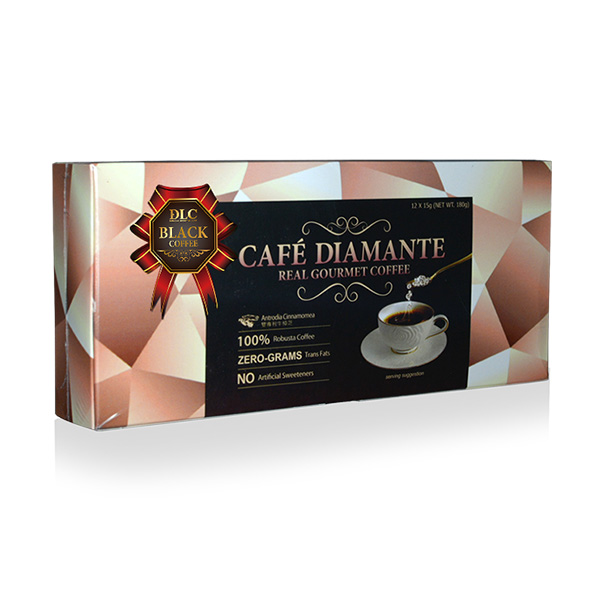 DLC
BLACK
COFFEE
12 X 15g (NET WT. 180g)
CAFÉ DIAMANTE
REAL GOURMET COFFEE
Antrodia Cinnamomea
100% Robusta Coffee
ZERO-GRAMS Trans Fats
NO Artificial Sweeteners
serving suggestion